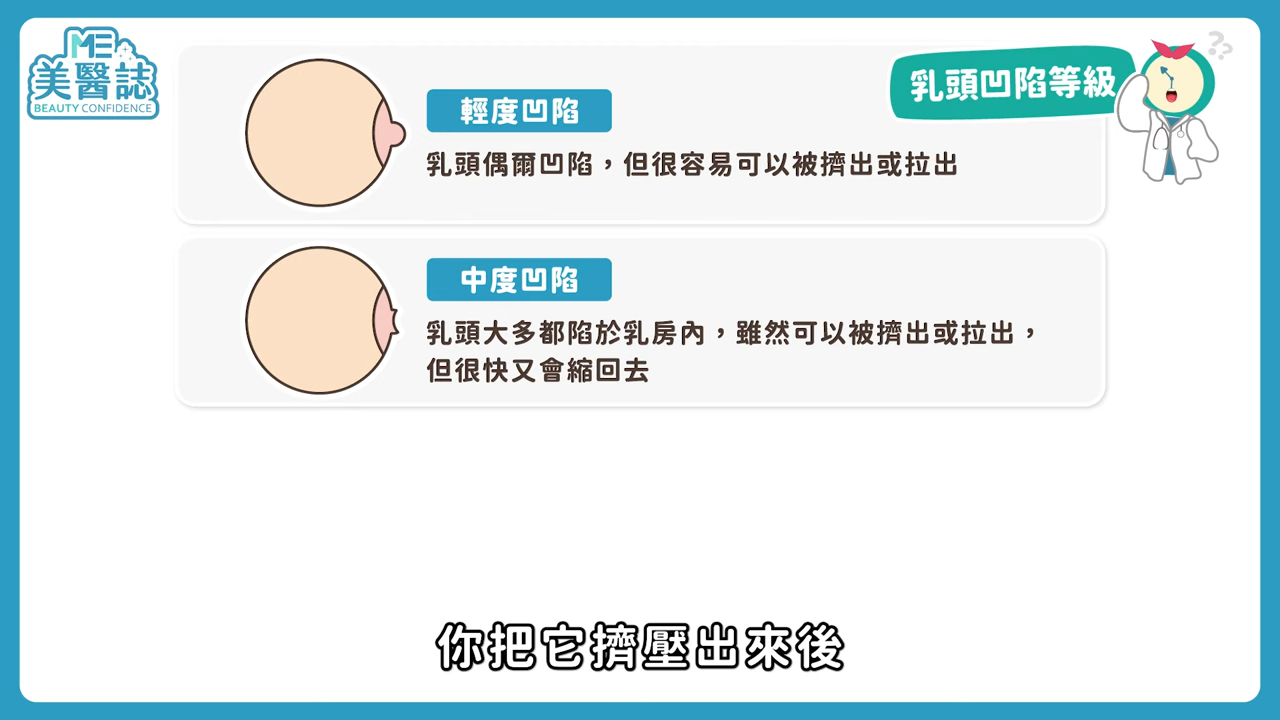 ME
美醫誌
BEAUTY CONFIDENCE
乳頭凹陷等級
??
輕度凹陷
乳頭偶爾凹陷，但很容易可以被擠出或拉出
中度凹陷
乳頭大多都陷於乳房內，雖然可以被擠出或拉出，
但很快又會縮回去
你把它擠壓出來後